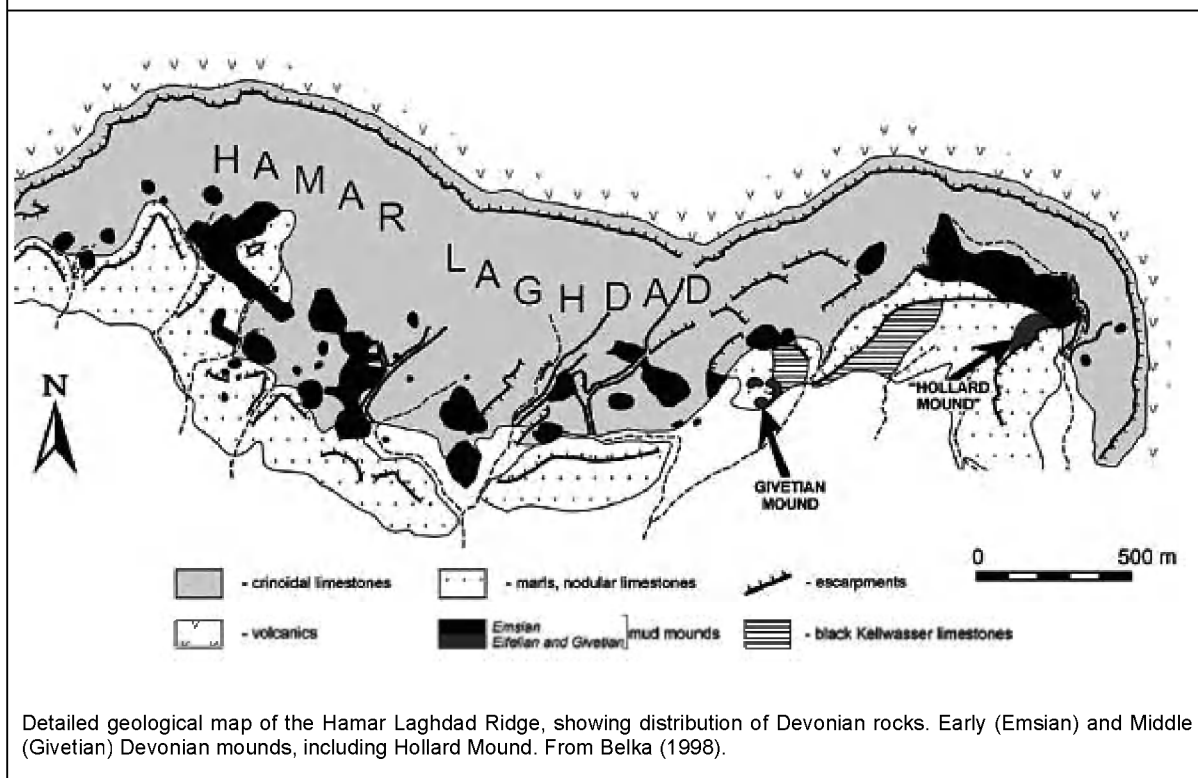 HAMAR
LAGHDAD
N
"HOLLARD
MOUND"
GIVETIAN
MOUND
0 500 m
- crinoidal limestones
- marls, nodular limestones
- escarpments
- volcanics
Emsian
Eifelian and Givetian
mud mounds
- black Kellwasser limestones
Detailed geological map of the Hamar Laghdad Ridge, showing distribution of Devonian rocks. Early (Emsian) and Middle
(Givetian) Devonian mounds, including Hollard Mound. From Belka (1998).